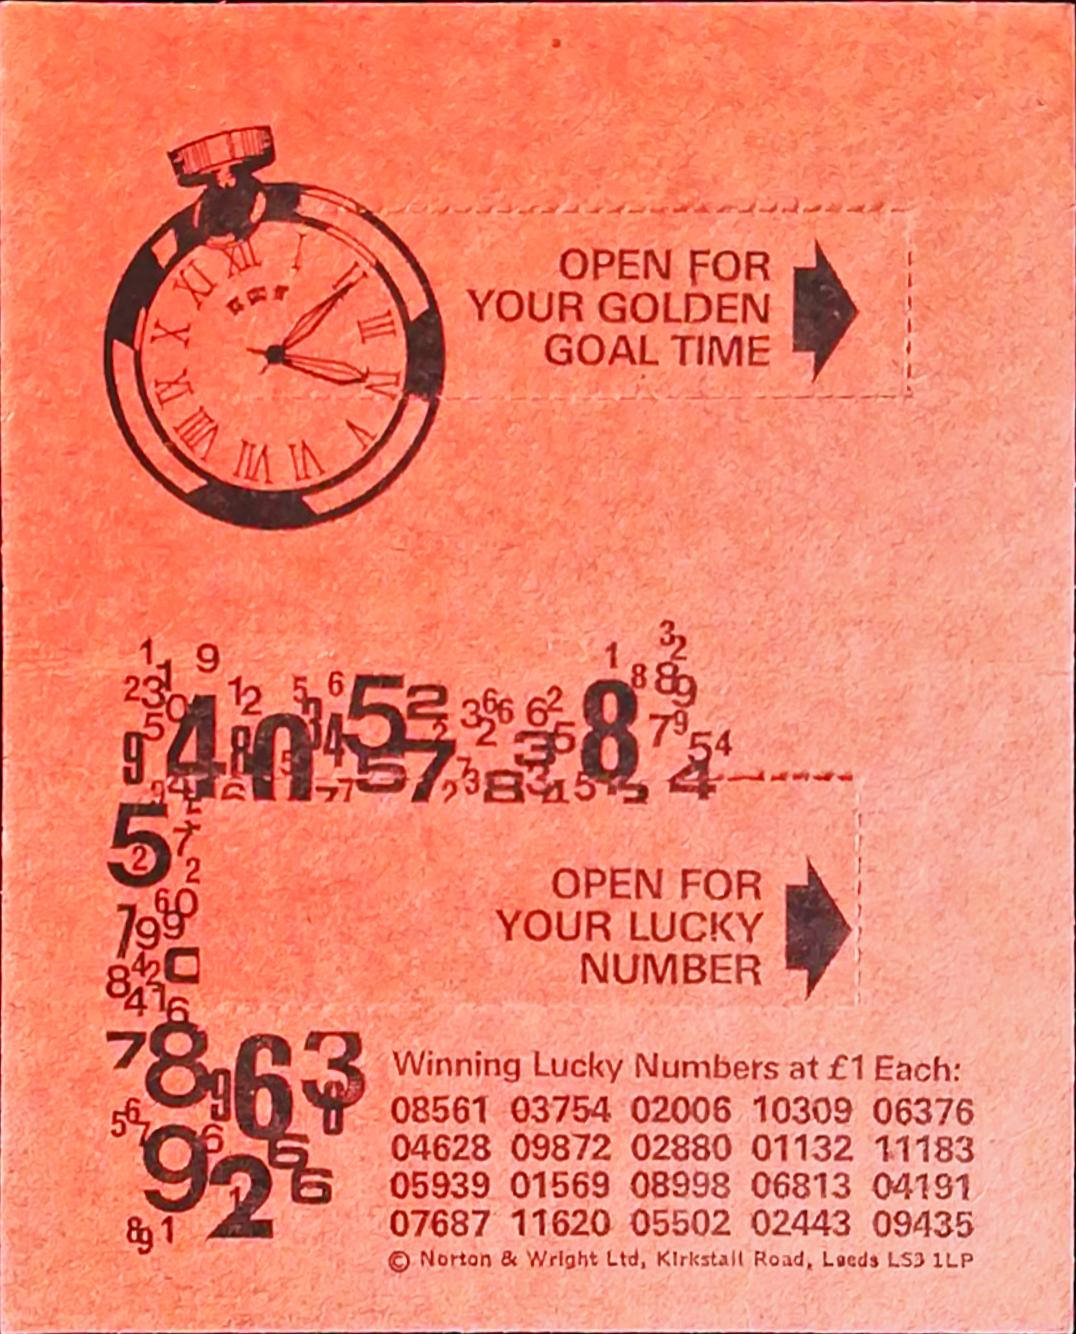 OPEN FOR
YOUR GOLDEN
GOAL TIME
OPEN FOR
YOUR LUCKY
NUMBER
Winning Lucky Numbers at £1 Each:
08561 03754 02006 10309 06376
04628 09872 02880 01132 11183
05939 01569 08998 06813 04191
07687 11620 05502 02443 09435
© Norton & Wright Ltd, Kirkstall Road, Leeds LS3 1LP